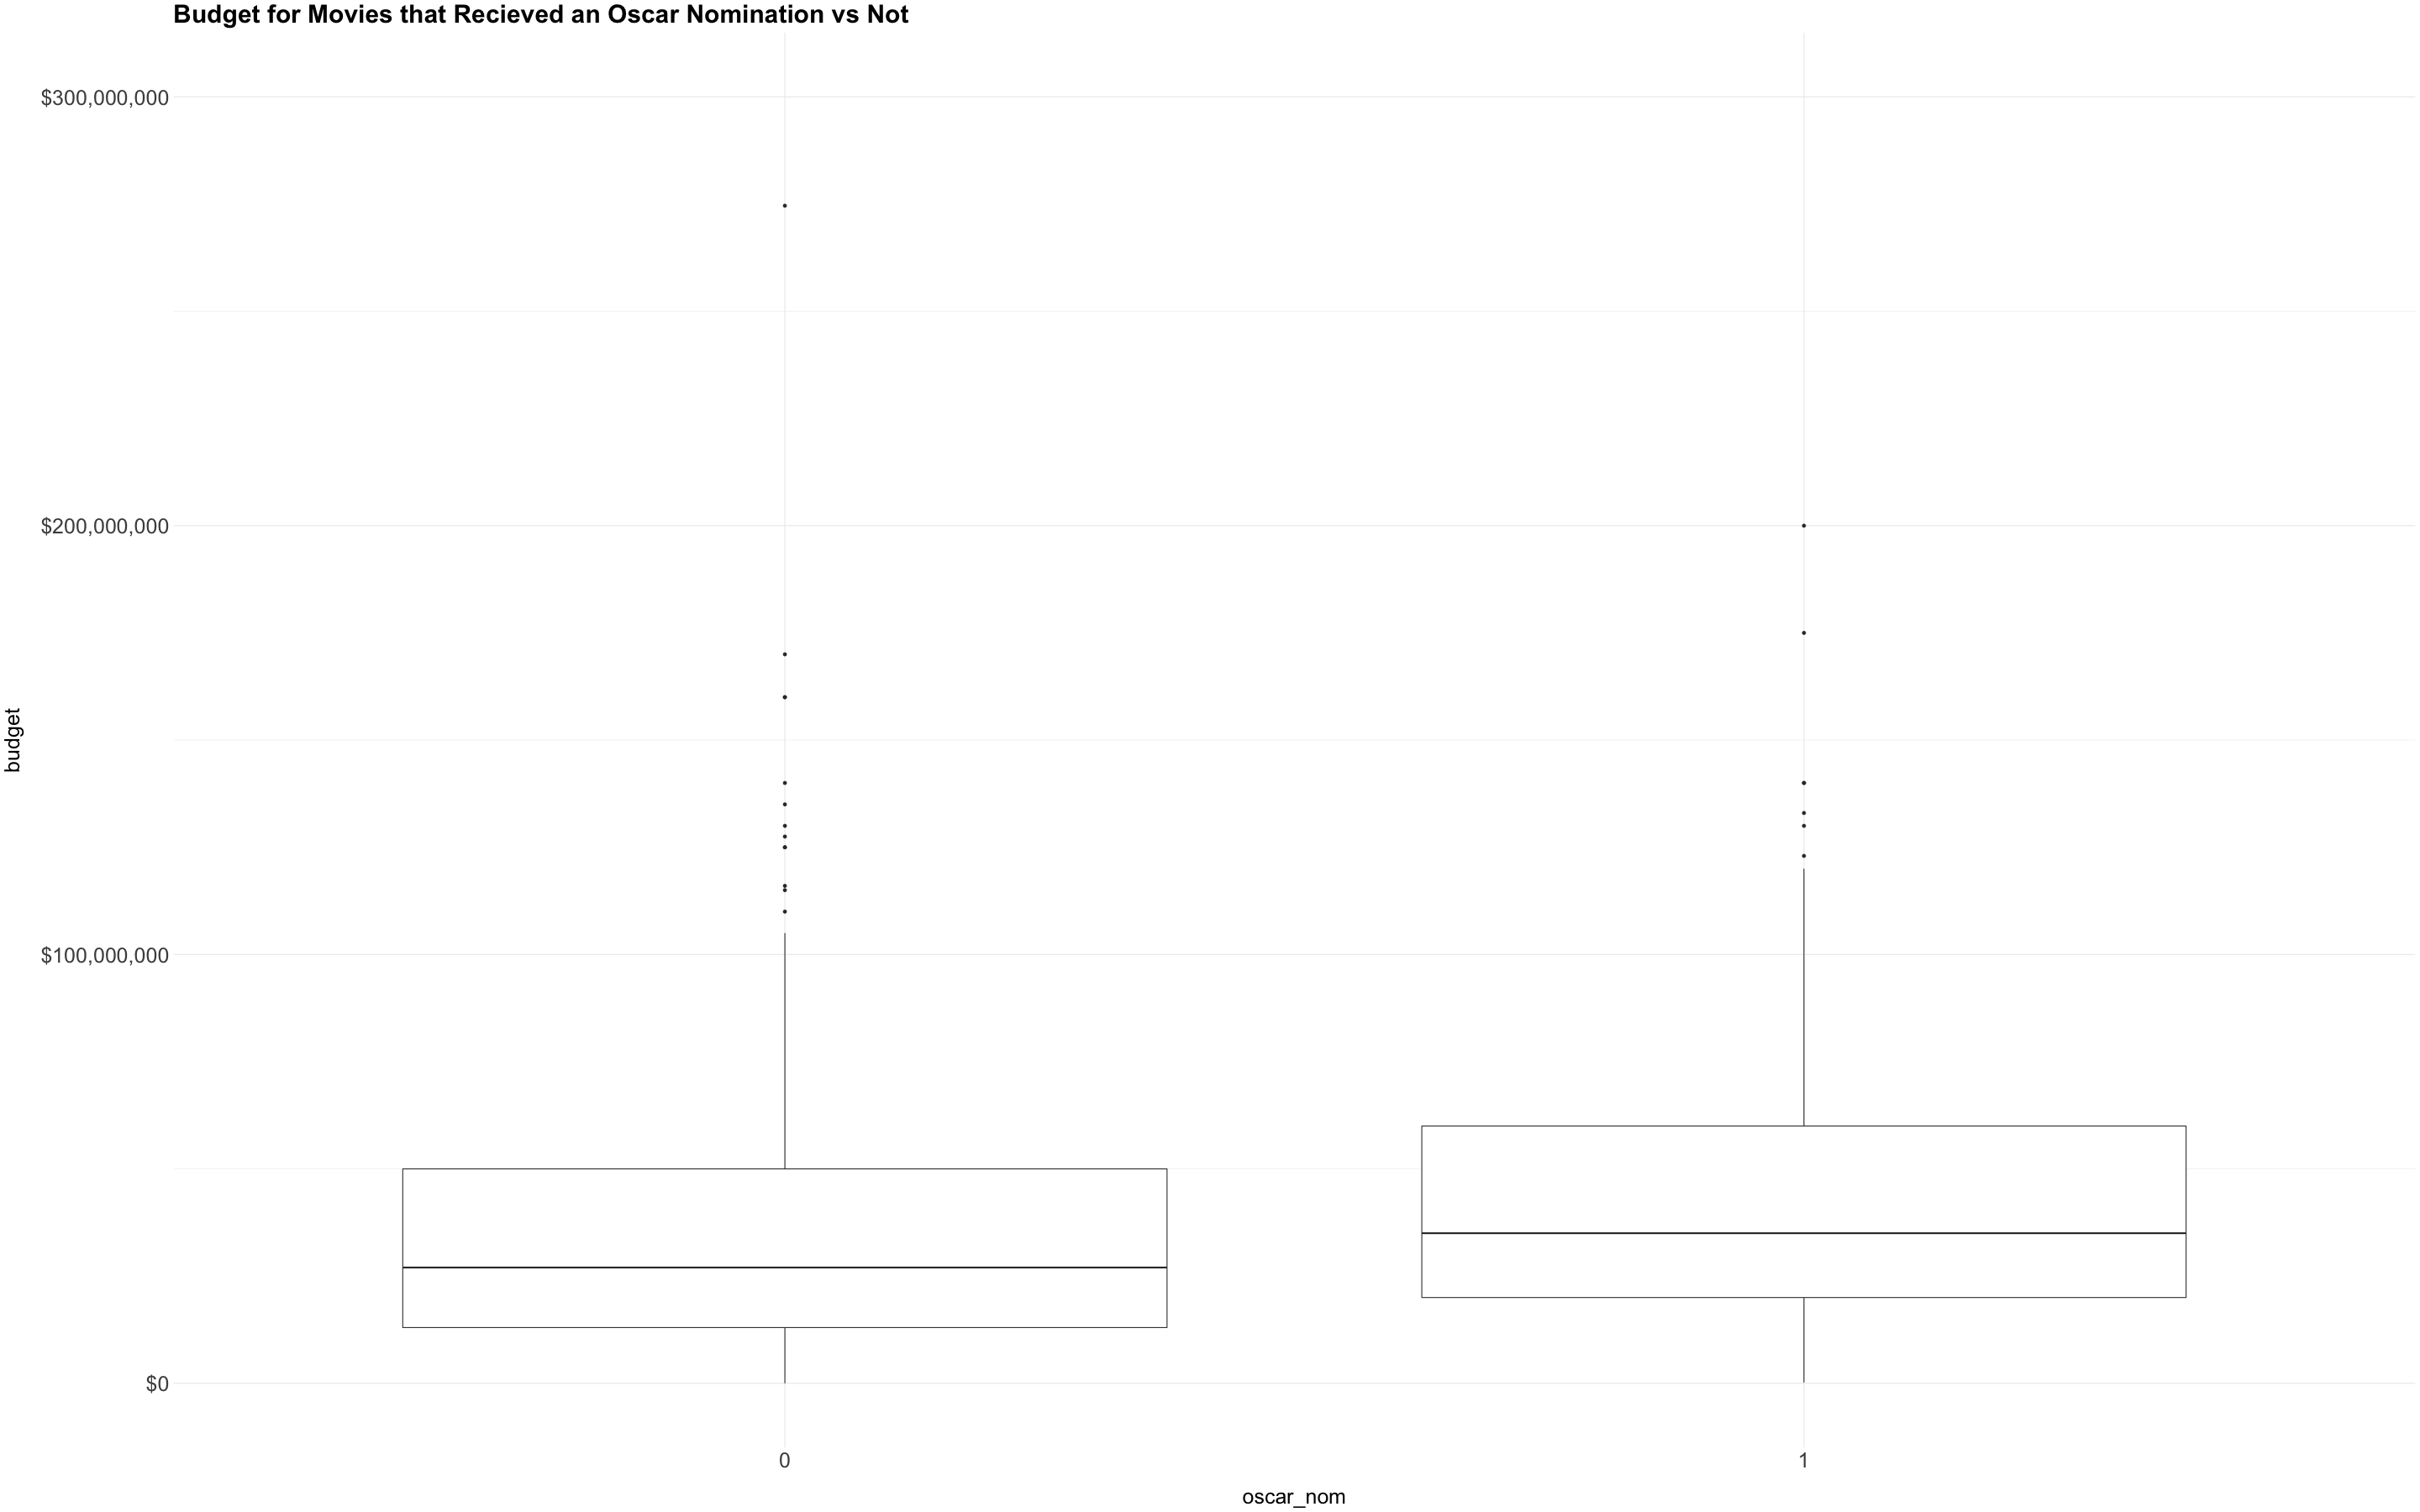 Budget for Movies that Recieved an Oscar Nomination vs Not
$300,000,000
$200,000,000
$100,000,000
$0
budget
0
1
oscar_nom